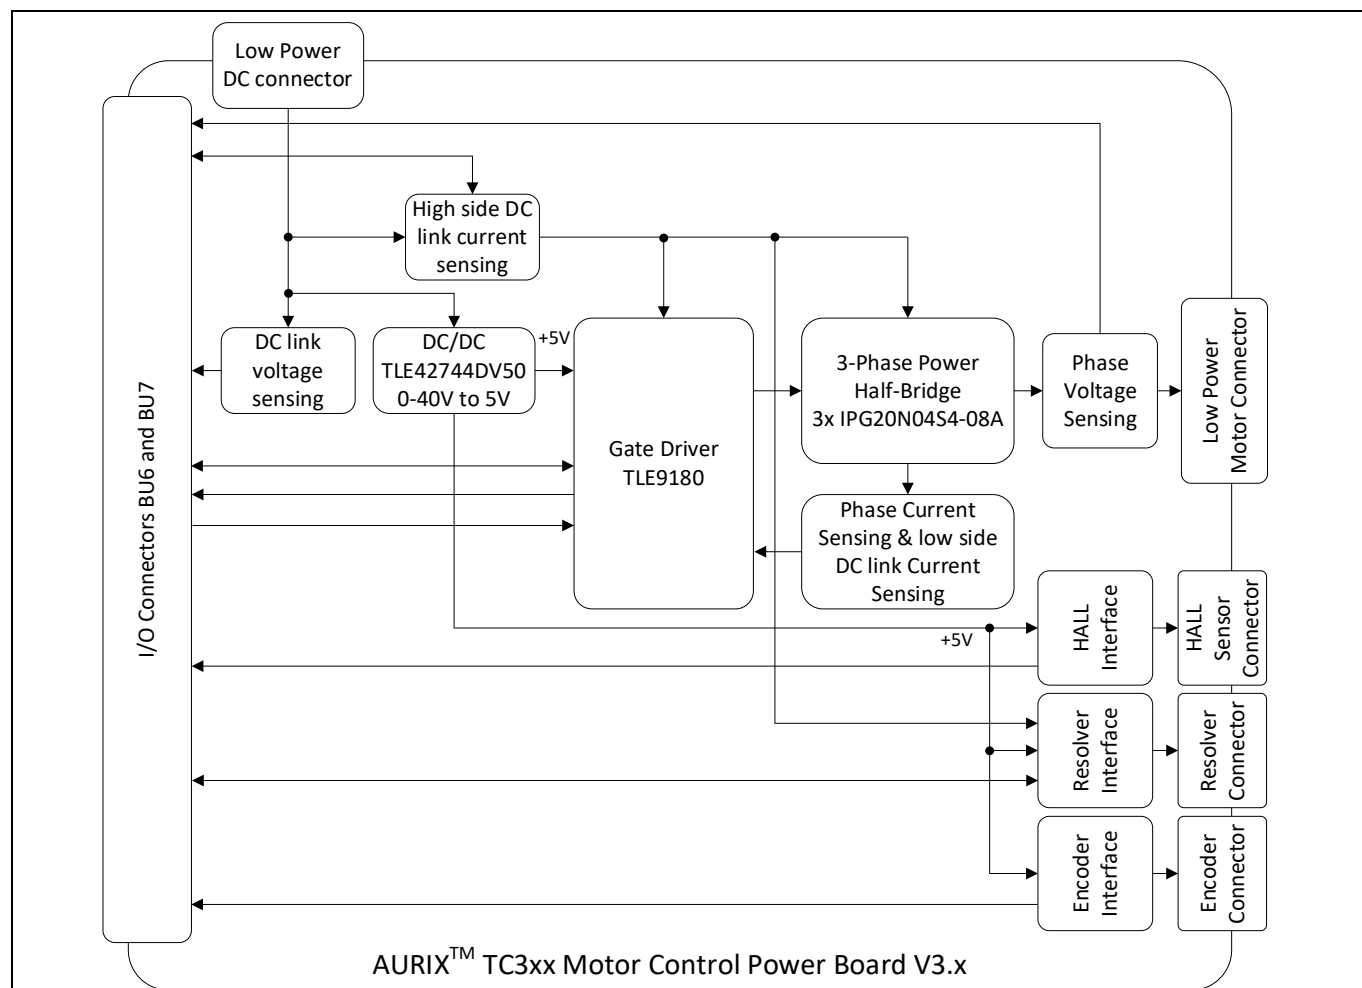 Low Power
DC connector
I/O Connectors BU6 and BU7
High side DC
link current
sensing
DC link
voltage
sensing
DC/DC
TLE42744DV50
0-40V to 5V
+5V
Gate Driver
TLE9180
3-Phase Power
Half-Bridge
3x IPG20N04S4-08A
Phase
Voltage
Sensing
Low Power
Motor Connector
Phase Current
Sensing & low side
DC link Current
Sensing
+5V
HALL
Interface
HALL
Sensor
Connector
Resolver
Interface
Resolver
Connector
Encoder
Interface
Encoder
Connector
AURIX™ TC3xx Motor Control Power Board V3.x